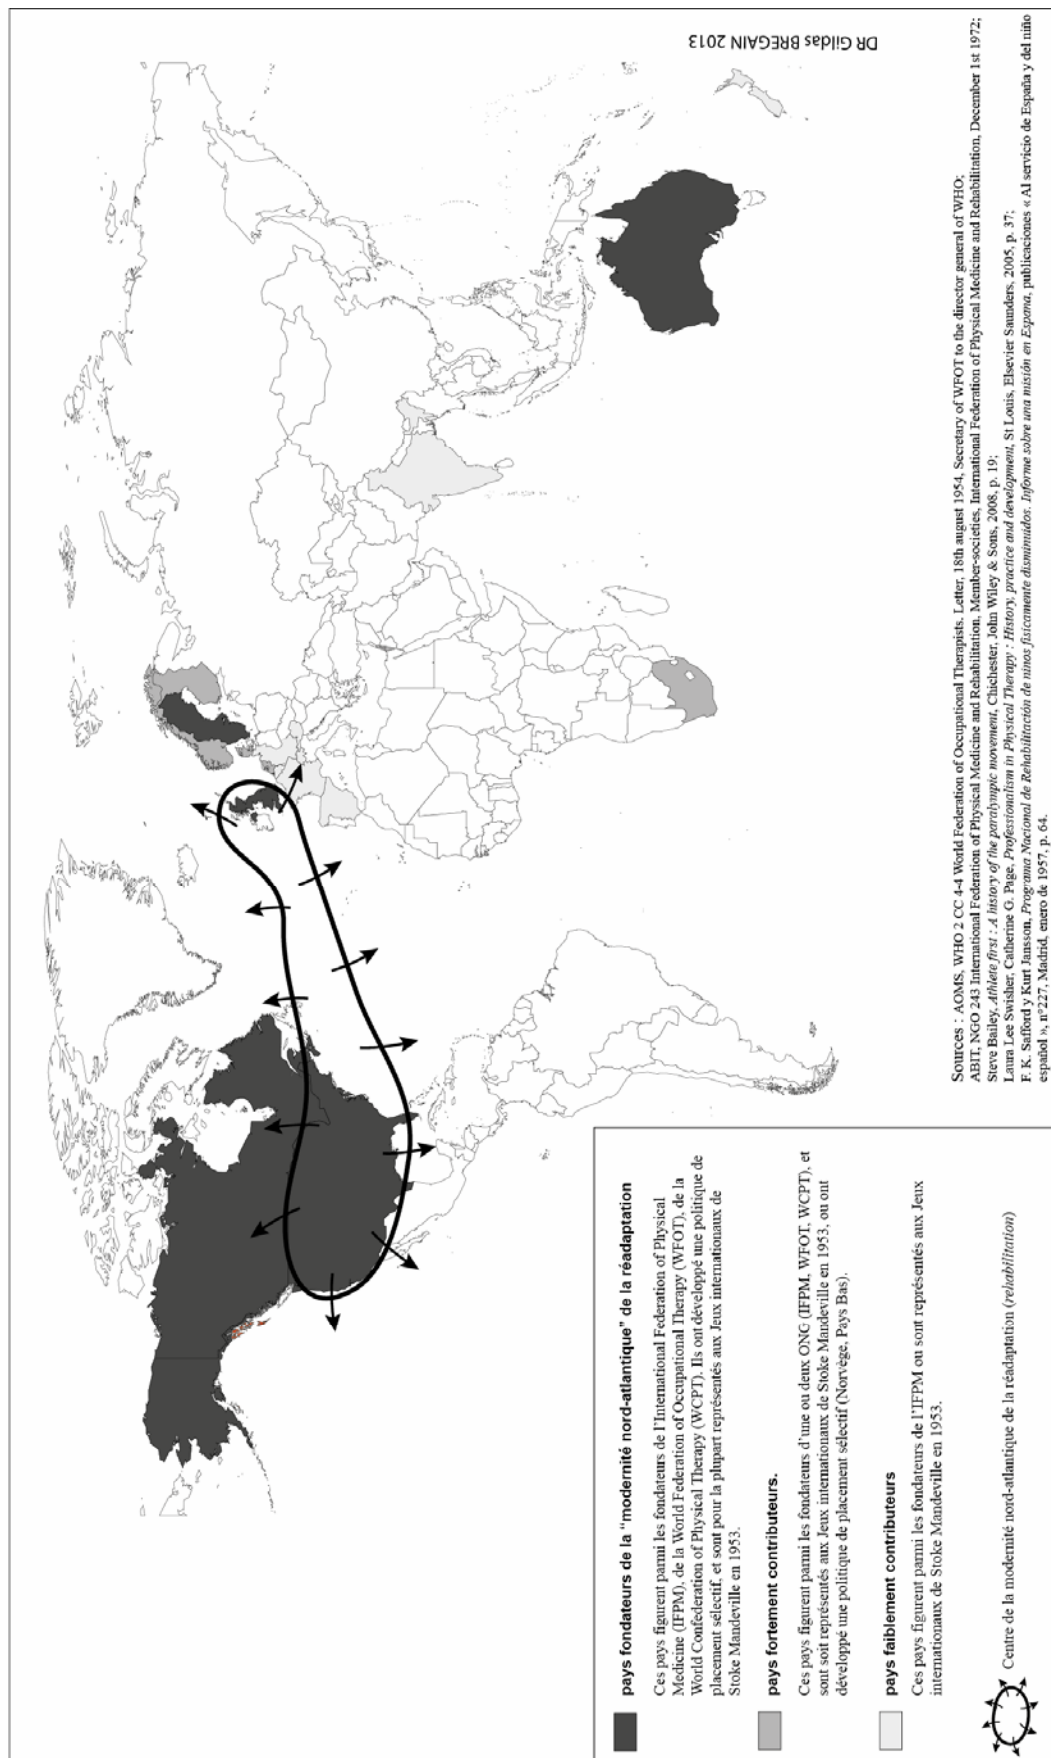 DR Gildas BREGAIN 2013
pays fondateurs de la "modernité nord-atlantique" de la réadaptation
Ces pays figurent parmi les fondateurs de l'International Federation of Physical
Medicine (IFPM), de la World Federation of Occupational Therapy (WFOT), de la
World Confederation of Physical Therapy (WCPT). Ils ont développé une politique de
placement sélectif, et sont pour la plupart représentés aux Jeux internationaux de
Stoke Mandeville en 1953.
pays fortement contributeurs.
Ces pays figurent parmi les fondateurs d'une ou deux ONG (IFPM, WFOT, WCPT), et
sont soit représentés aux Jeux internationaux de Stoke Mandeville en 1953, ou ont
développé une politique de placement sélectif (Norvège, Pays Bas).
pays faiblement contributeurs
Ces pays figurent parmi les fondateurs de l'IFPM ou sont représentés aux Jeux
internationaux de Stoke Mandeville en 1953.
Centre de la modernité nord-atlantique de la réadaptation (rehabilitation)
Sources : AOMS, WHO 2 CC 4-4 World Federation of Occupational Therapists. Letter, 18th august 1954, Secretary of WFOT to the director general of WHO;
ABIT, NGO 243 International Federation of Physical Medicine and Rehabilitation, Member-societies, International Federation of Physical Medicine and Rehabilitation, December 1st 1972;
Steve Bailey, Athlete first : A history of the paralympic movement, Chichester, John Wiley & Sons, 2008, p. 19;
Laura Lee Swisher, Catherine G. Page, Professionalism in Physical Therapy : History, practice and development, St Louis, Elsevier Saunders, 2005, p. 37;
F. K. Safford y Kurt Jansson, Programa Nacional de Rehabilitación de ninos fisicamente dismimuidos. Informe sobre una misión en Espana, publicaciones « Al servicio de España y del niño
español », n°227, Madrid, enero de 1957, p. 64.